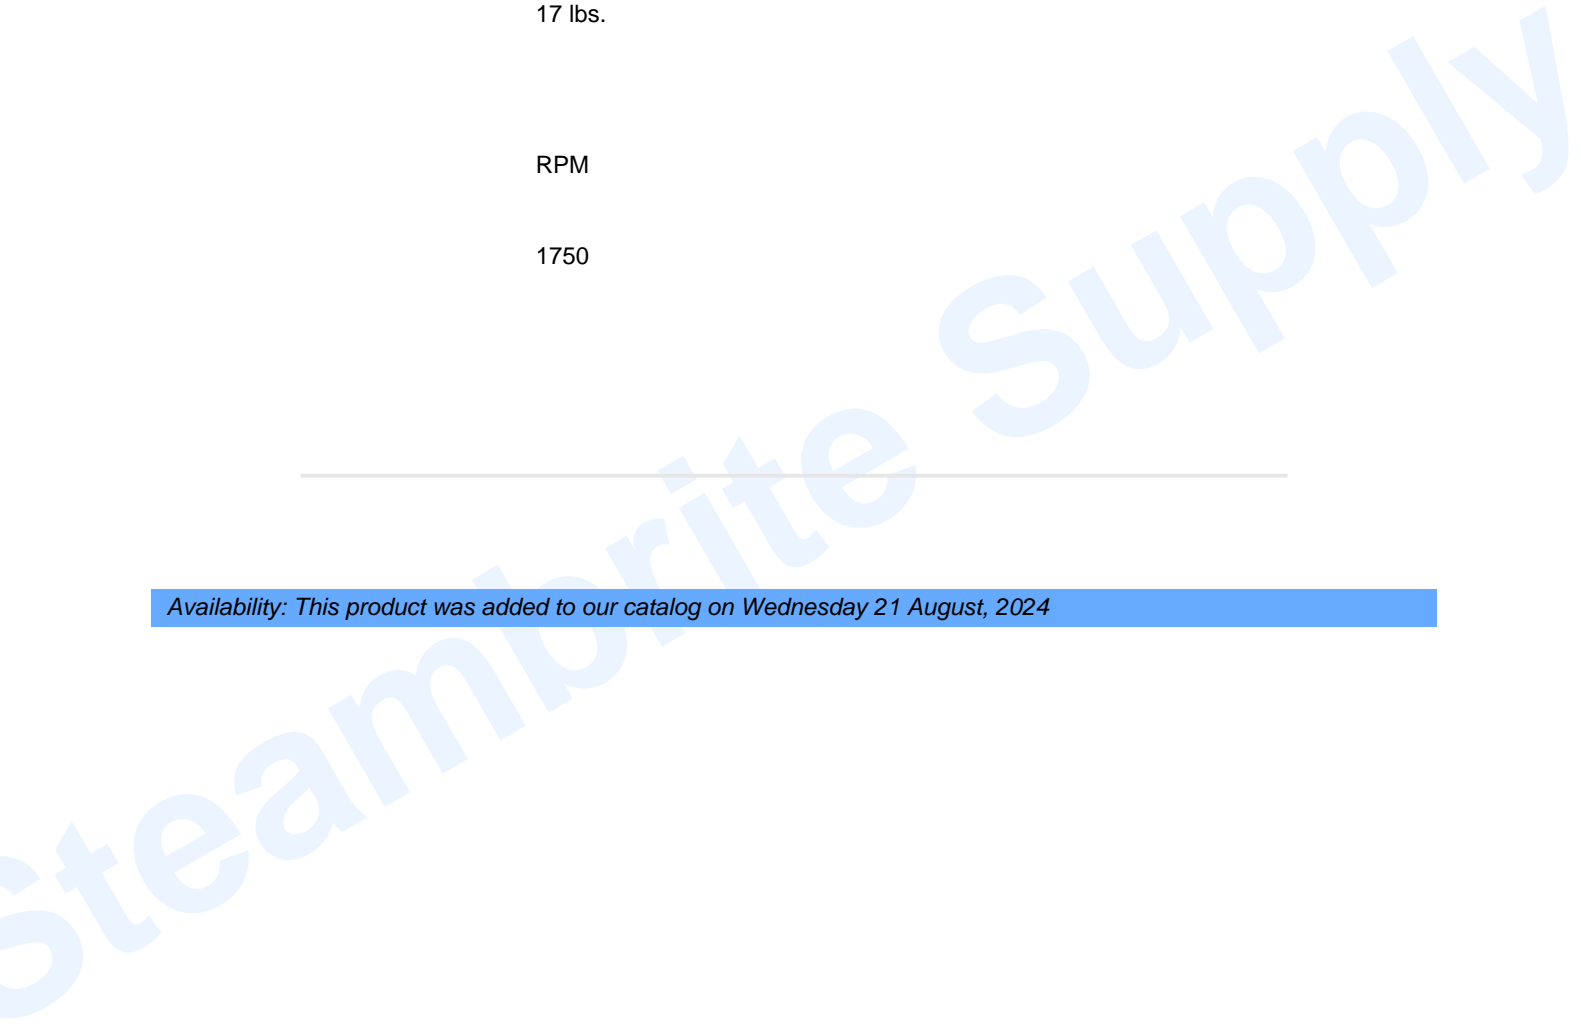 17 lbs.
RPM
1750
Availability: This product was added to our catalog on Wednesday 21 August, 2024
Steambrite Supply